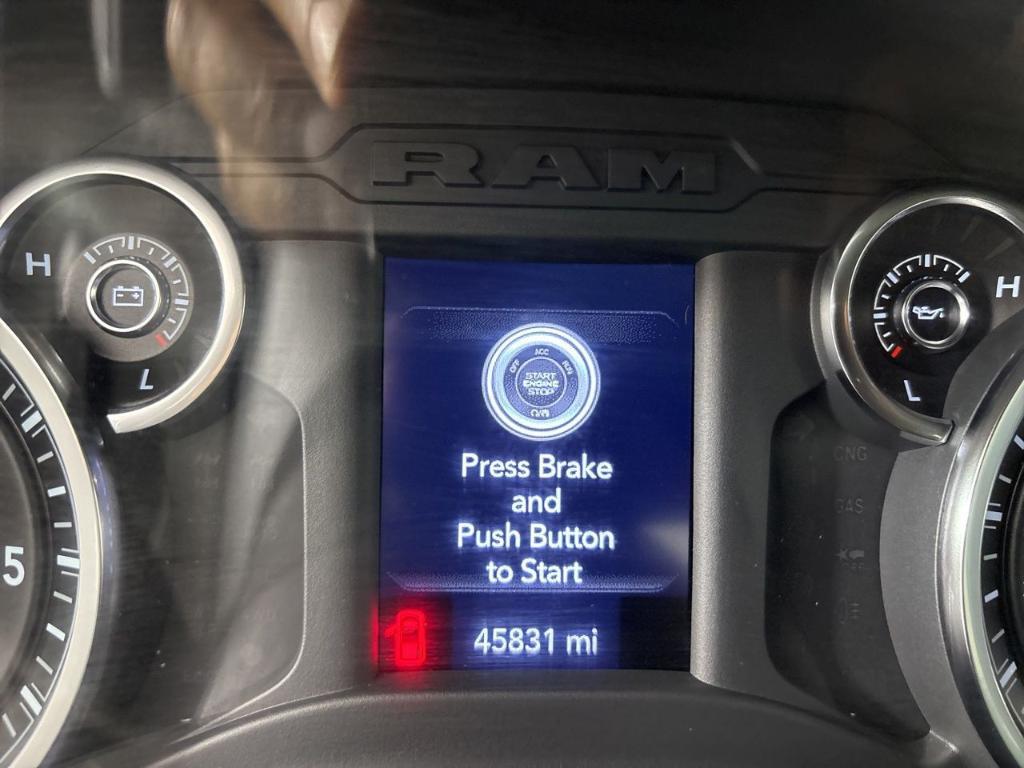 RAM
H
L
H
L
OFF ACC RUN
START
ENGINE
STOP
Press Brake
and
Push Button
to Start
CNG
GAS
5
45831 mi